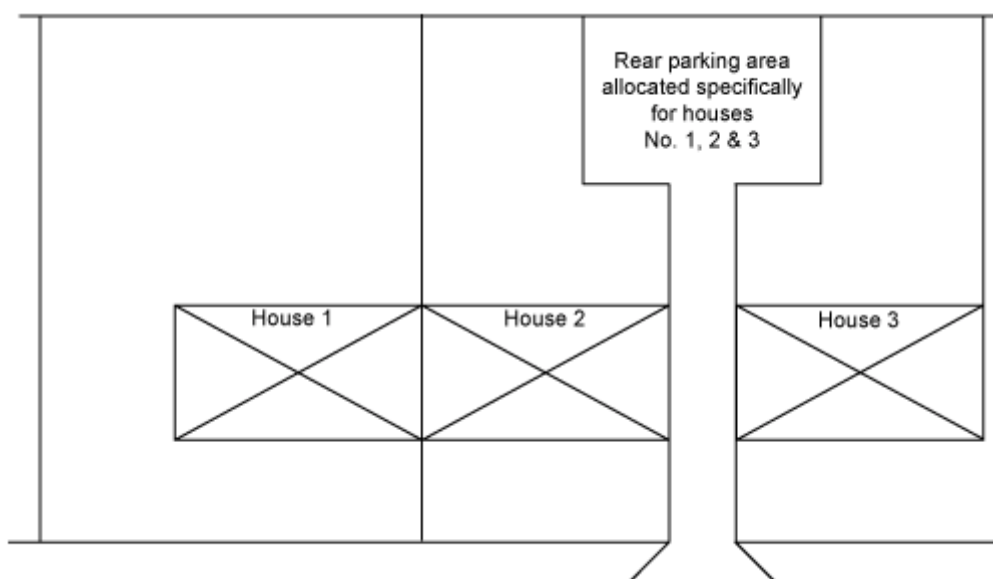 Rear parking area
allocated specifically
for houses
No. 1, 2 & 3
House 1
House 2
House 3